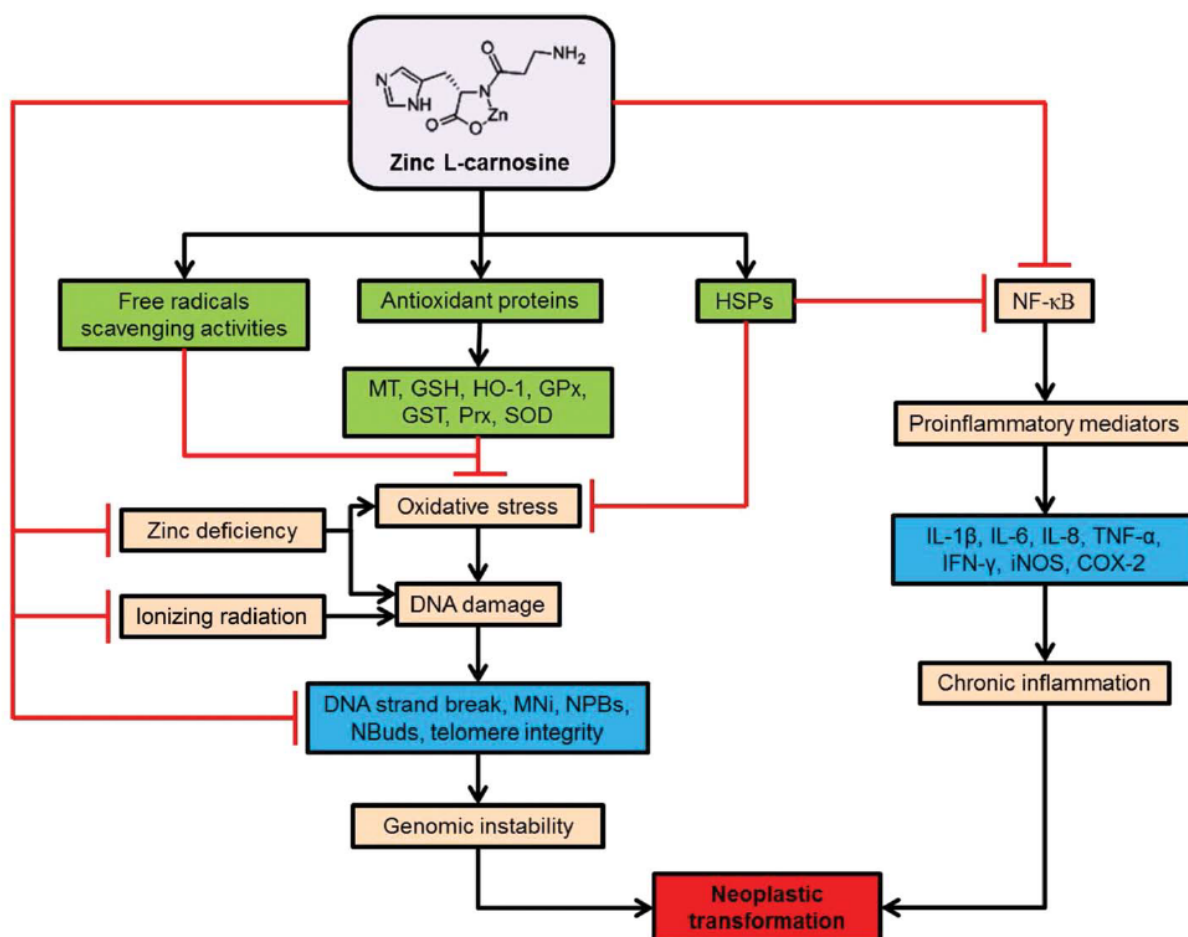 N
NH
O
O
N
Zn
O
NH2
Zinc L-carnosine
Free radicals
scavenging activities
Antioxidant proteins
HSPs
NF-κB
MT, GSH, HO-1, GPx,
GST, Prx, SOD
Proinflammatory mediators
Oxidative stress
Zinc deficiency
IL-1β, IL-6, IL-8, TNF-α,
IFN-γ, iNOS, COX-2
DNA damage
Ionizing radiation
Chronic inflammation
DNA strand break, MNi, NPBs,
NBuds, telomere integrity
Genomic instability
Neoplastic
transformation